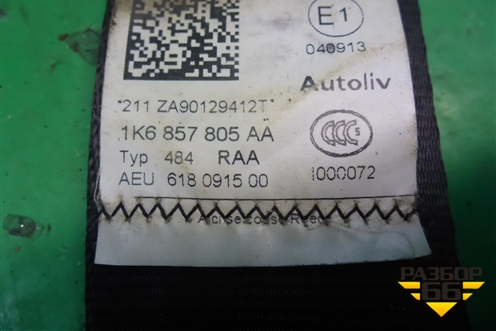 E1
040913
Autoliv
*211 ZA90129412T*
1K6 857 805 AA
Typ 484 RAA
AEU 618 0915 00
CCC S
I000072
РАЗБОР
66